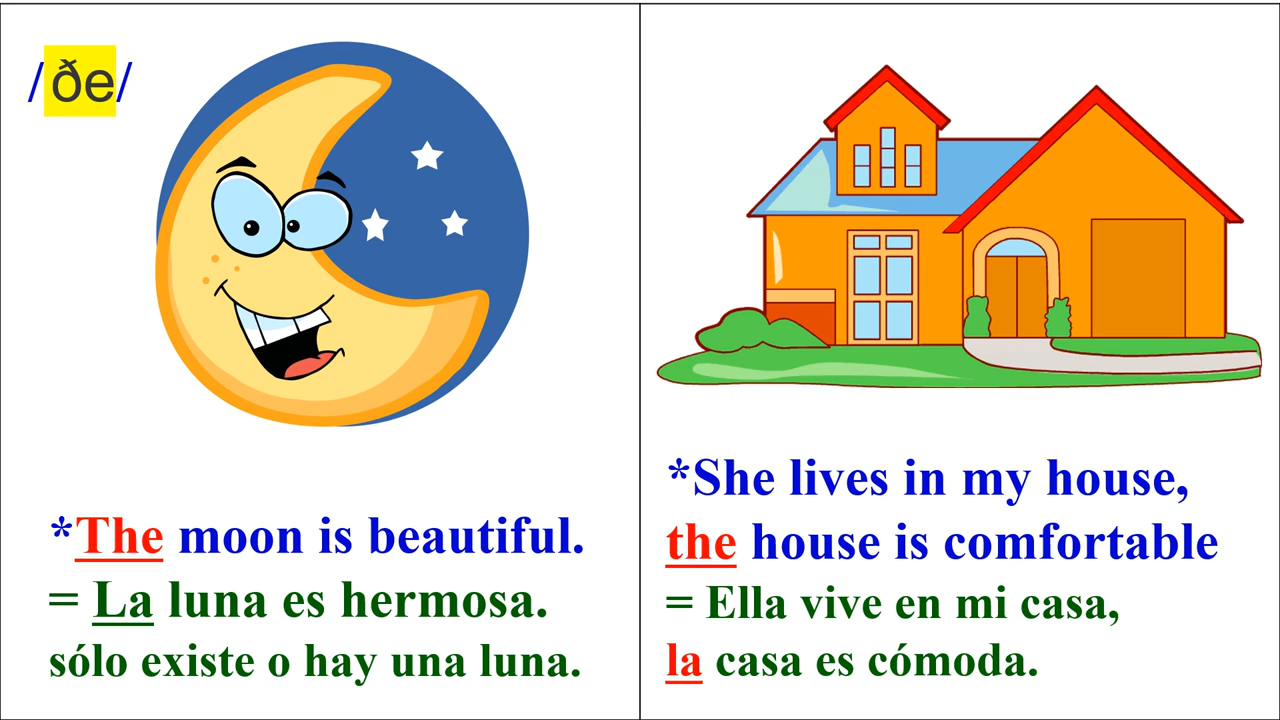 /ðe/
*The moon is beautiful.
= La luna es hermosa.
sólo existe o hay una luna.
*She lives in my house,
the house is comfortable
= Ella vive en mi casa,
la casa es cómoda.